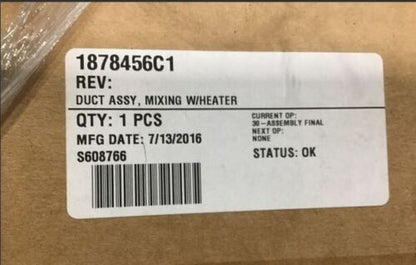 1878456C1
REV:
DUCT ASSY, MIXING W/HEATER
QTY: 1 PCS
MFG DATE: 7/13/2016
S608766
CURRENT OP:
30-ASSEMBLY FINAL
NEXT OP:
NONE
STATUS: OK